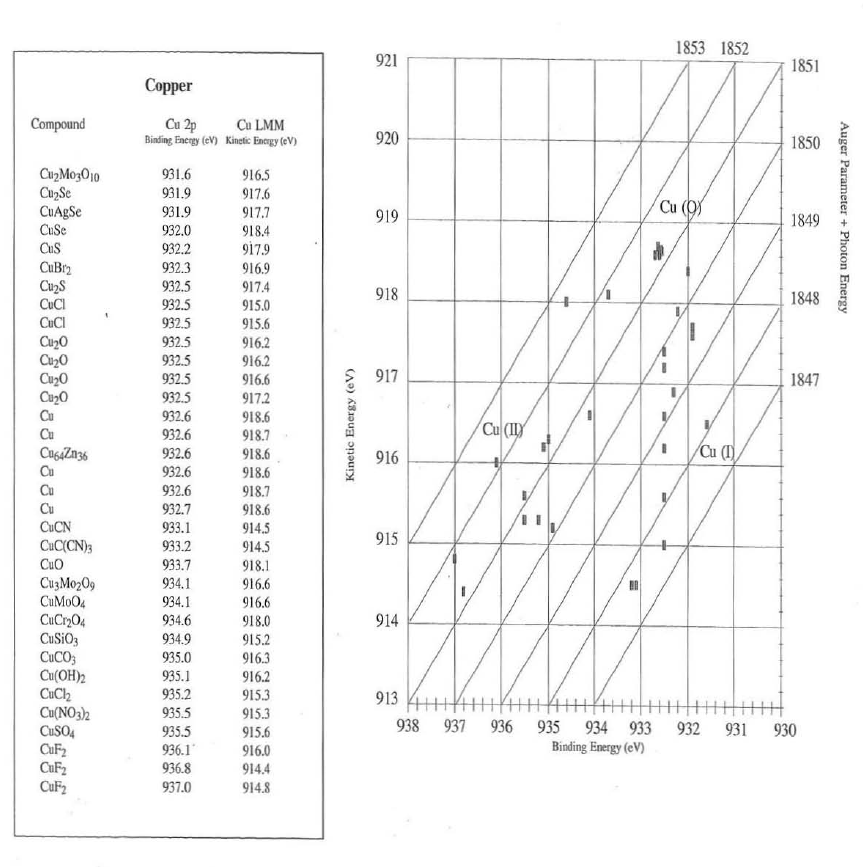 Copper
Compound Cu 2p Cu LMM
Binding Energy (eV) Kinetic Energy (eV)
Cu2Mo3O10 931.6 916.5
Cu2Se 931.9 917.6
CuAgSe 931.9 917.7
CuSe 932.0 918.4
CuS 932.2 917.9
CuBr2 932.3 916.9
Cu2S 932.5 917.4
CuCl 932.5 915.0
CuCl 932.5 915.6
Cu2O 932.5 916.2
Cu2O 932.5 916.2
Cu2O 932.5 916.6
Cu2O 932.5 917.2
Cu 932.6 918.6
Cu 932.6 918.7
Cu64Zn36 932.6 918.6
Cu 932.6 918.6
Cu 932.6 918.7
Cu 932.7 918.6
CuCN 933.1 914.5
CuC(CN)3 933.2 914.5
CuO 933.7 918.1
Cu3Mo2O9 934.1 916.6
CuMoO4 934.1 916.6
CuCr2O4 934.6 918.0
CuSiO3 934.9 915.2
CuCO3 935.0 916.3
Cu(OH)2 935.1 916.2
CuCl2 935.2 915.3
Cu(NO3)2 935.5 915.3
CuSO4 935.5 915.6
CuF2 936.1 916.0
CuF2 936.8 914.4
CuF2 937.0 914.8
1853 1852
921
1851
920
1850
919
1849
918
1848
917
1847
916
915
914
913
Cu (O)
Cu (II)
Cu (I)
Kinetic Energy (eV)
Auger Parameter + Photon Energy
938 937 936 935 934 933 932 931 930
Binding Energy (eV)